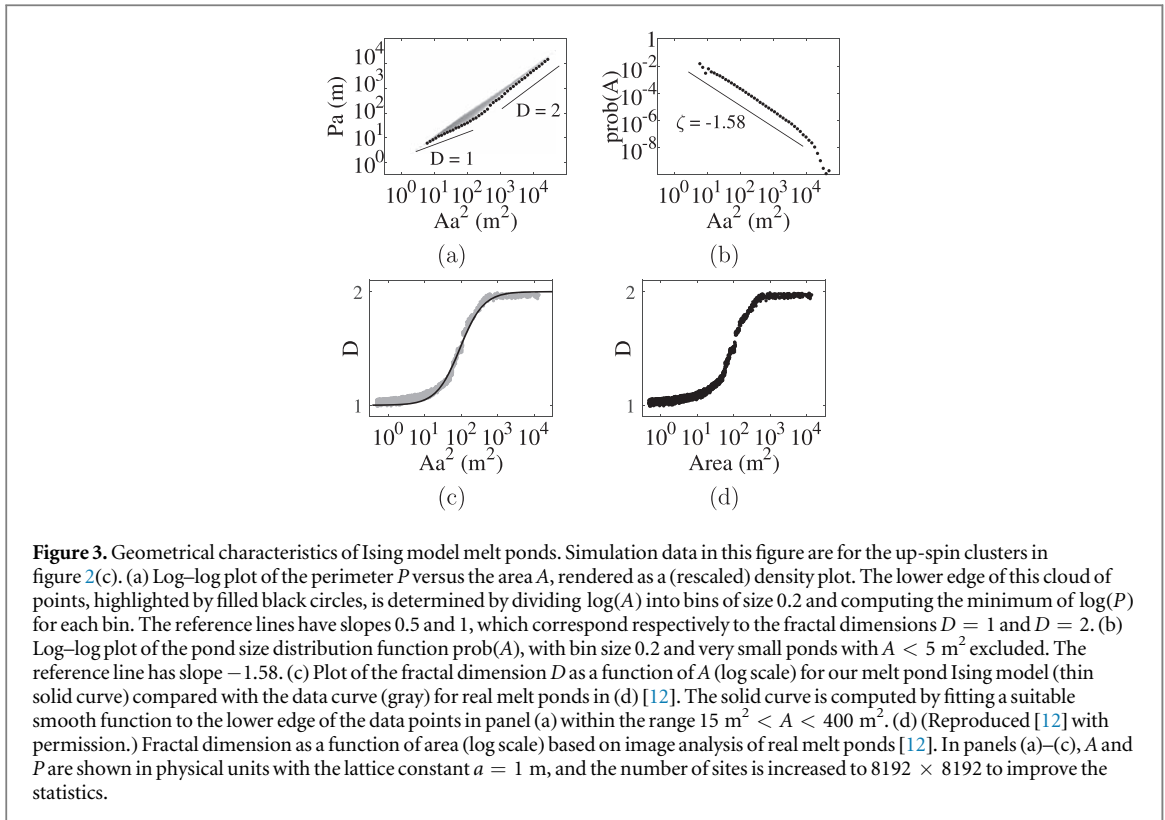 10^4
10^3
10^2
10^1
10^0
Pa (m)
D = 2
D = 1
10^0 10^1 10^2 10^3 10^4
Aa^2 (m^2)
(a)
1
10^-2
10^-4
10^-6
10^-8
prob(A)
ζ = -1.58
10^0 10^1 10^2 10^3 10^4
Aa^2 (m^2)
(b)
2
D
1
10^0 10^1 10^2 10^3 10^4
Aa^2 (m^2)
(c)
2
D
1
10^0 10^1 10^2 10^3 10^4
Area (m^2)
(d)
Figure 3. Geometrical characteristics of Ising model melt ponds. Simulation data in this figure are for the up-spin clusters in
figure 2(c). (a) Log–log plot of the perimeter P versus the area A, rendered as a (rescaled) density plot. The lower edge of this cloud of
points, highlighted by filled black circles, is determined by dividing log(A) into bins of size 0.2 and computing the minimum of log(P)
for each bin. The reference lines have slopes 0.5 and 1, which correspond respectively to the fractal dimensions D = 1 and D = 2. (b)
Log–log plot of the pond size distribution function prob(A), with bin size 0.2 and very small ponds with A < 5 m^2 excluded. The
reference line has slope −1.58. (c) Plot of the fractal dimension D as a function of A (log scale) for our melt pond Ising model (thin
solid curve) compared with the data curve (gray) for real melt ponds in (d) [12]. The solid curve is computed by fitting a suitable
smooth function to the lower edge of the data points in panel (a) within the range 15 m^2 < A < 400 m^2. (d) (Reproduced [12] with
permission.) Fractal dimension as a function of area (log scale) based on image analysis of real melt ponds [12]. In panels (a)–(c), A and
P are shown in physical units with the lattice constant a = 1 m, and the number of sites is increased to 8192 × 8192 to improve the
statistics.